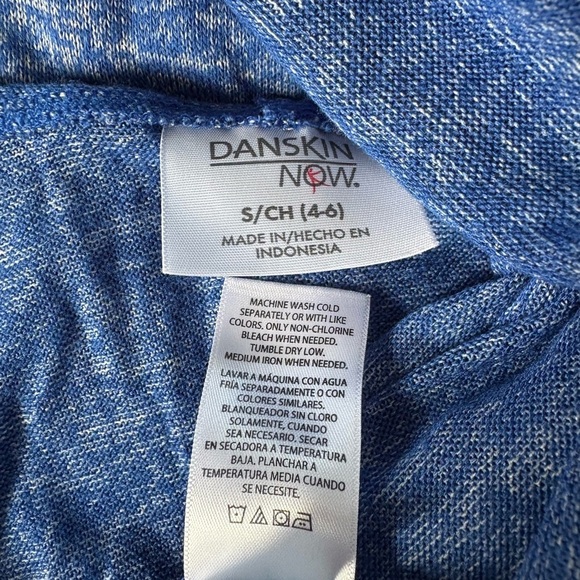 DANSKIN
NOW.
S/CH (4-6)
MADE IN/HECHO EN
INDONESIA
MACHINE WASH COLD
SEPARATELY OR WITH LIKE
COLORS. ONLY NON-CHLORINE
BLEACH WHEN NEEDED.
TUMBLE DRY LOW.
MEDIUM IRON WHEN NEEDED.
LAVAR A MÁQUINA CON AGUA
FRÍA SEPARADAMENTE O CON
COLORES SIMILARES.
BLANQUEADOR SIN CLORO
SOLAMENTE, CUANDO
SEA NECESARIO. SECAR
EN SECADORA A TEMPERATURA
BAJA. PLANCHAR A
TEMPERATURA MEDIA CUANDO
SE NECESITE.